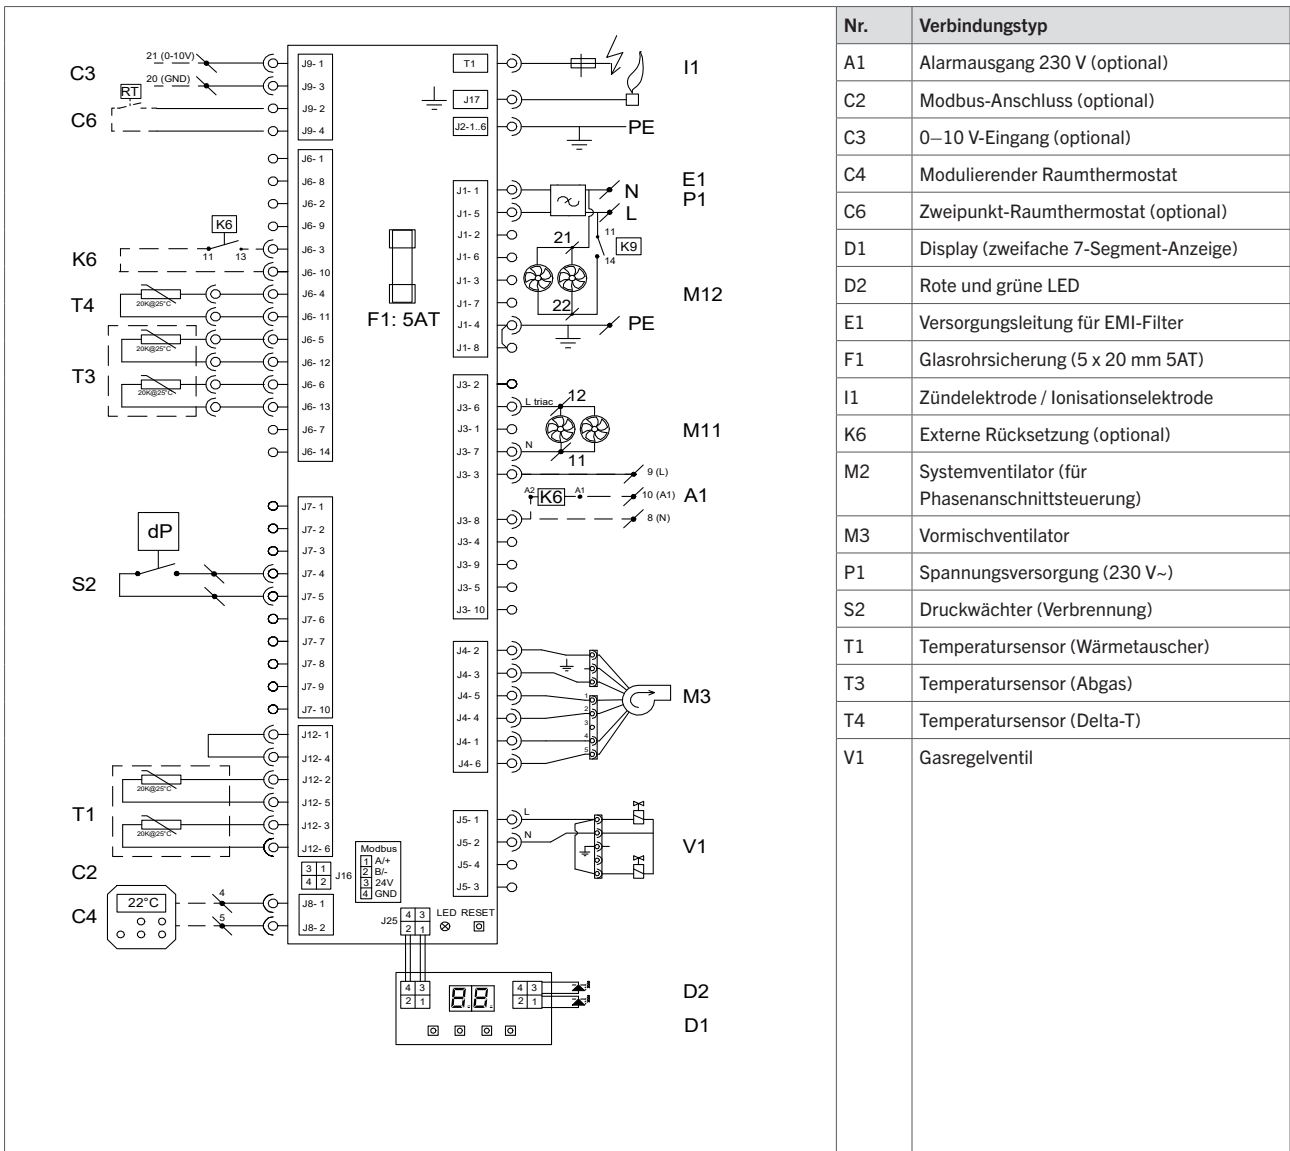 C3
C6
K6
T4
T3
S2
T1
C2
C4
21 (0-10V)
20 (GND)
RT
K6
11 13
20K@25°C
20K@25°C
20K@25°C
dP
20K@25°C
20K@25°C
22°C
4
5
J9- 1
J9- 3
J9- 2
J9- 4
J6- 1
J6- 8
J6- 2
J6- 9
J6- 3
J6- 10
J6- 4
J6- 11
J6- 5
J6- 12
J6- 6
J6- 13
J6- 7
J6- 14
J7- 1
J7- 2
J7- 3
J7- 4
J7- 5
J7- 6
J7- 7
J7- 8
J7- 9
J7- 10
J12- 1
J12- 4
J12- 2
J12- 5
J12- 3
J12- 6
3 1
4 2
J16
J8- 1
J8- 2
F1: 5AT
Modbus
1 A/+
2 B/-
3 24V
4 GND
J25
4 3
2 1
LED RESET
4 3
2 1
8.8.
4 3
2 1
T1
J17
J2-1..6
J1- 1
J1- 5
J1- 2
J1- 6
J1- 3
J1- 7
J1- 4
J1- 8
J3- 2
J3- 6
J3- 1
J3- 7
J3- 3
J3- 8
J3- 4
J3- 9
J3- 5
J3- 10
J4- 2
J4- 3
J4- 5
J4- 4
J4- 1
J4- 6
J5- 1
J5- 2
J5- 4
J5- 3
PE
N
L
21
22
11
14
K9
PE
L triac
12
N
11
9 (L)
A2
K6
A1
10 (A1)
8 (N)
1
2
3
4
5
L
N
I1
E1
P1
M12
M11
A1
M3
V1
D2
D1
Nr. Verbindungstyp
A1 Alarmausgang 230 V (optional)
C2 Modbus-Anschluss (optional)
C3 0–10 V-Eingang (optional)
C4 Modulierender Raumthermostat
C6 Zweipunkt-Raumthermostat (optional)
D1 Display (zweifache 7-Segment-Anzeige)
D2 Rote und grüne LED
E1 Versorgungsleitung für EMI-Filter
F1 Glasrohrsicherung (5 x 20 mm 5AT)
I1 Zündelektrode / Ionisationselektrode
K6 Externe Rücksetzung (optional)
M2 Systemventilator (für
Phasenanschnittsteuerung)
M3 Vormischventilator
P1 Spannungsversorgung (230 V~)
S2 Druckwächter (Verbrennung)
T1 Temperatursensor (Wärmetauscher)
T3 Temperatursensor (Abgas)
T4 Temperatursensor (Delta-T)
V1 Gasregelventil